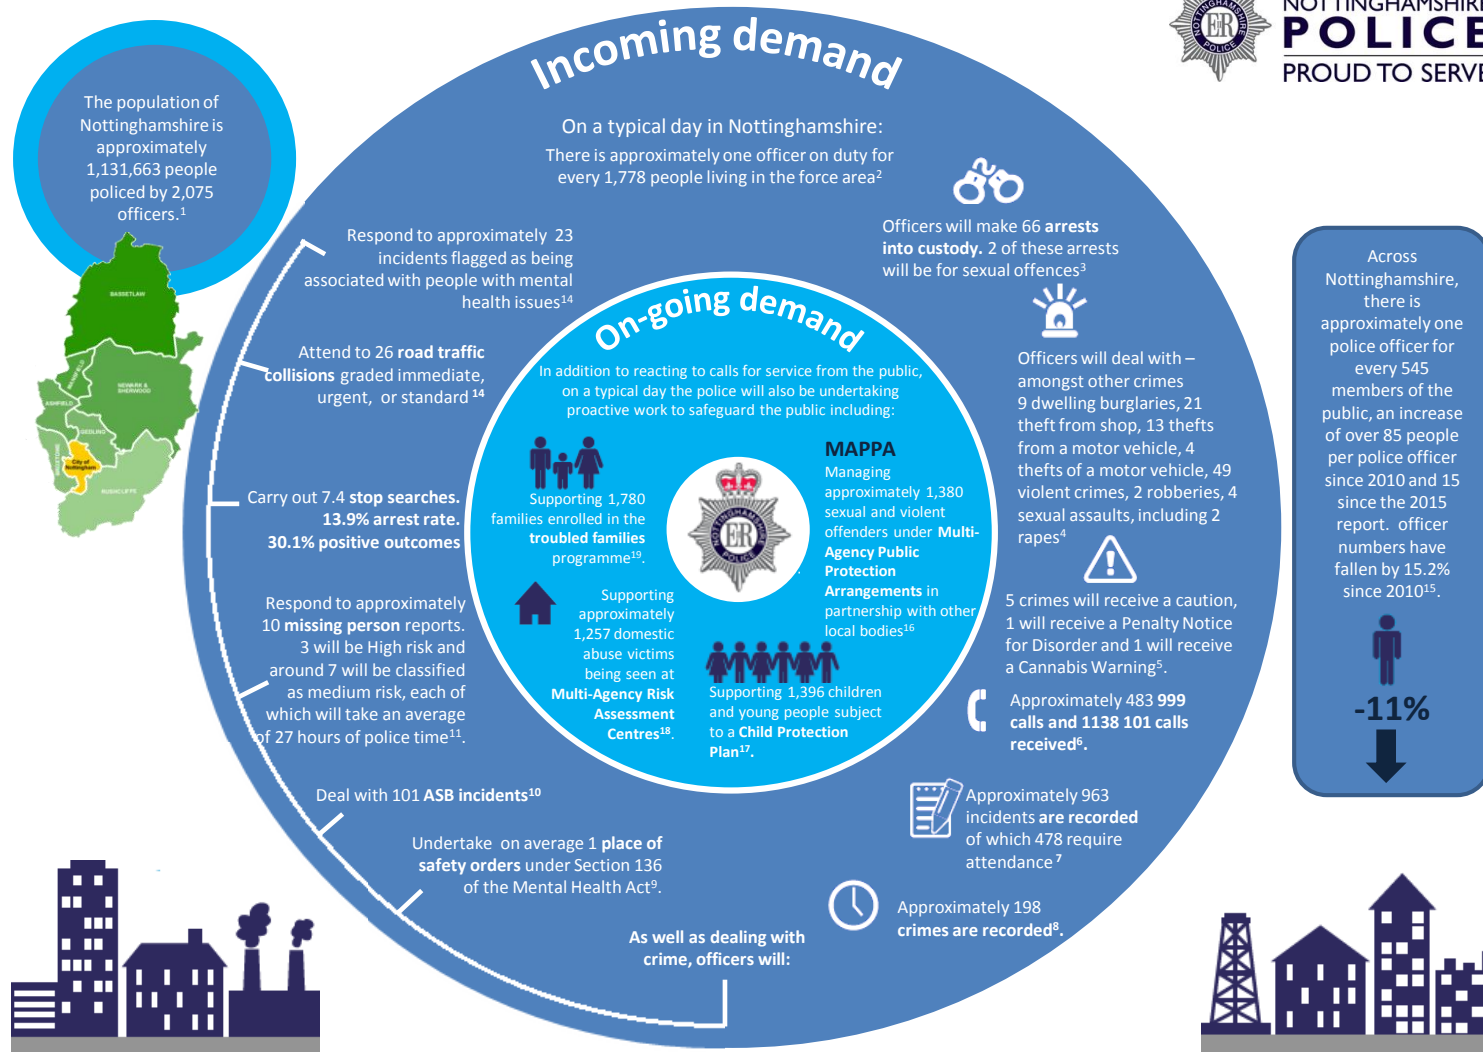 NOTTINGHAMSHIRE
POLICE
PROUD TO SERVE
Incoming demand
The population of
Nottinghamshire is
approximately
1,131,663 people
policed by 2,075
officers.1
On a typical day in Nottinghamshire:
There is approximately one officer on duty for
every 1,778 people living in the force area2
Officers will make 66 arrests
into custody. 2 of these arrests
will be for sexual offences3
Officers will deal with –
amongst other crimes
9 dwelling burglaries, 21
theft from shop, 13 thefts
from a motor vehicle, 4
thefts of a motor vehicle, 49
violent crimes, 2 robberies, 4
sexual assaults, including 2
rapes4
5 crimes will receive a caution,
1 will receive a Penalty Notice
for Disorder and 1 will receive
a Cannabis Warning5.
Approximately 483 999
calls and 1138 101 calls
received6.
Approximately 963
incidents are recorded
of which 478 require
attendance 7
Approximately 198
crimes are recorded8.
As well as dealing with
crime, officers will:
Undertake on average 1 place of
safety orders under Section 136
of the Mental Health Act9.
Deal with 101 ASB incidents10
Respond to approximately
10 missing person reports.
3 will be High risk and
around 7 will be classified
as medium risk, each of
which will take an average
of 27 hours of police time11.
Carry out 7.4 stop searches.
13.9% arrest rate.
30.1% positive outcomes
Attend to 26 road traffic
collisions graded immediate,
urgent, or standard 14
Respond to approximately 23
incidents flagged as being
associated with people with mental
health issues14
On-going demand
In addition to reacting to calls for service from the public,
on a typical day the police will also be undertaking
proactive work to safeguard the public including:
Supporting 1,780
families enrolled in the
troubled families
programme19.
Supporting
approximately
1,257 domestic
abuse victims
being seen at
Multi-Agency Risk
Assessment
Centres18.
MAPPA
Managing
approximately 1,380
sexual and violent
offenders under Multi-
Agency Public
Protection
Arrangements in
partnership with other
local bodies16
Supporting 1,396 children
and young people subject
to a Child Protection
Plan17.
NOTTINGHAMSHIRE
ER
POLICE
NOTTINGHAMSHIRE
ER
POLICE
BASSETLAW
MANSFIELD
NEWARK &
SHERWOOD
ASHFIELD
GEDLING
BROXTOWE
City of
Nottingham
RUSHCLIFFE
Across
Nottinghamshire,
there is
approximately one
police officer for
every 545
members of the
public, an increase
of over 85 people
per police officer
since 2010 and 15
since the 2015
report. officer
numbers have
fallen by 15.2%
since 201015.
-11%